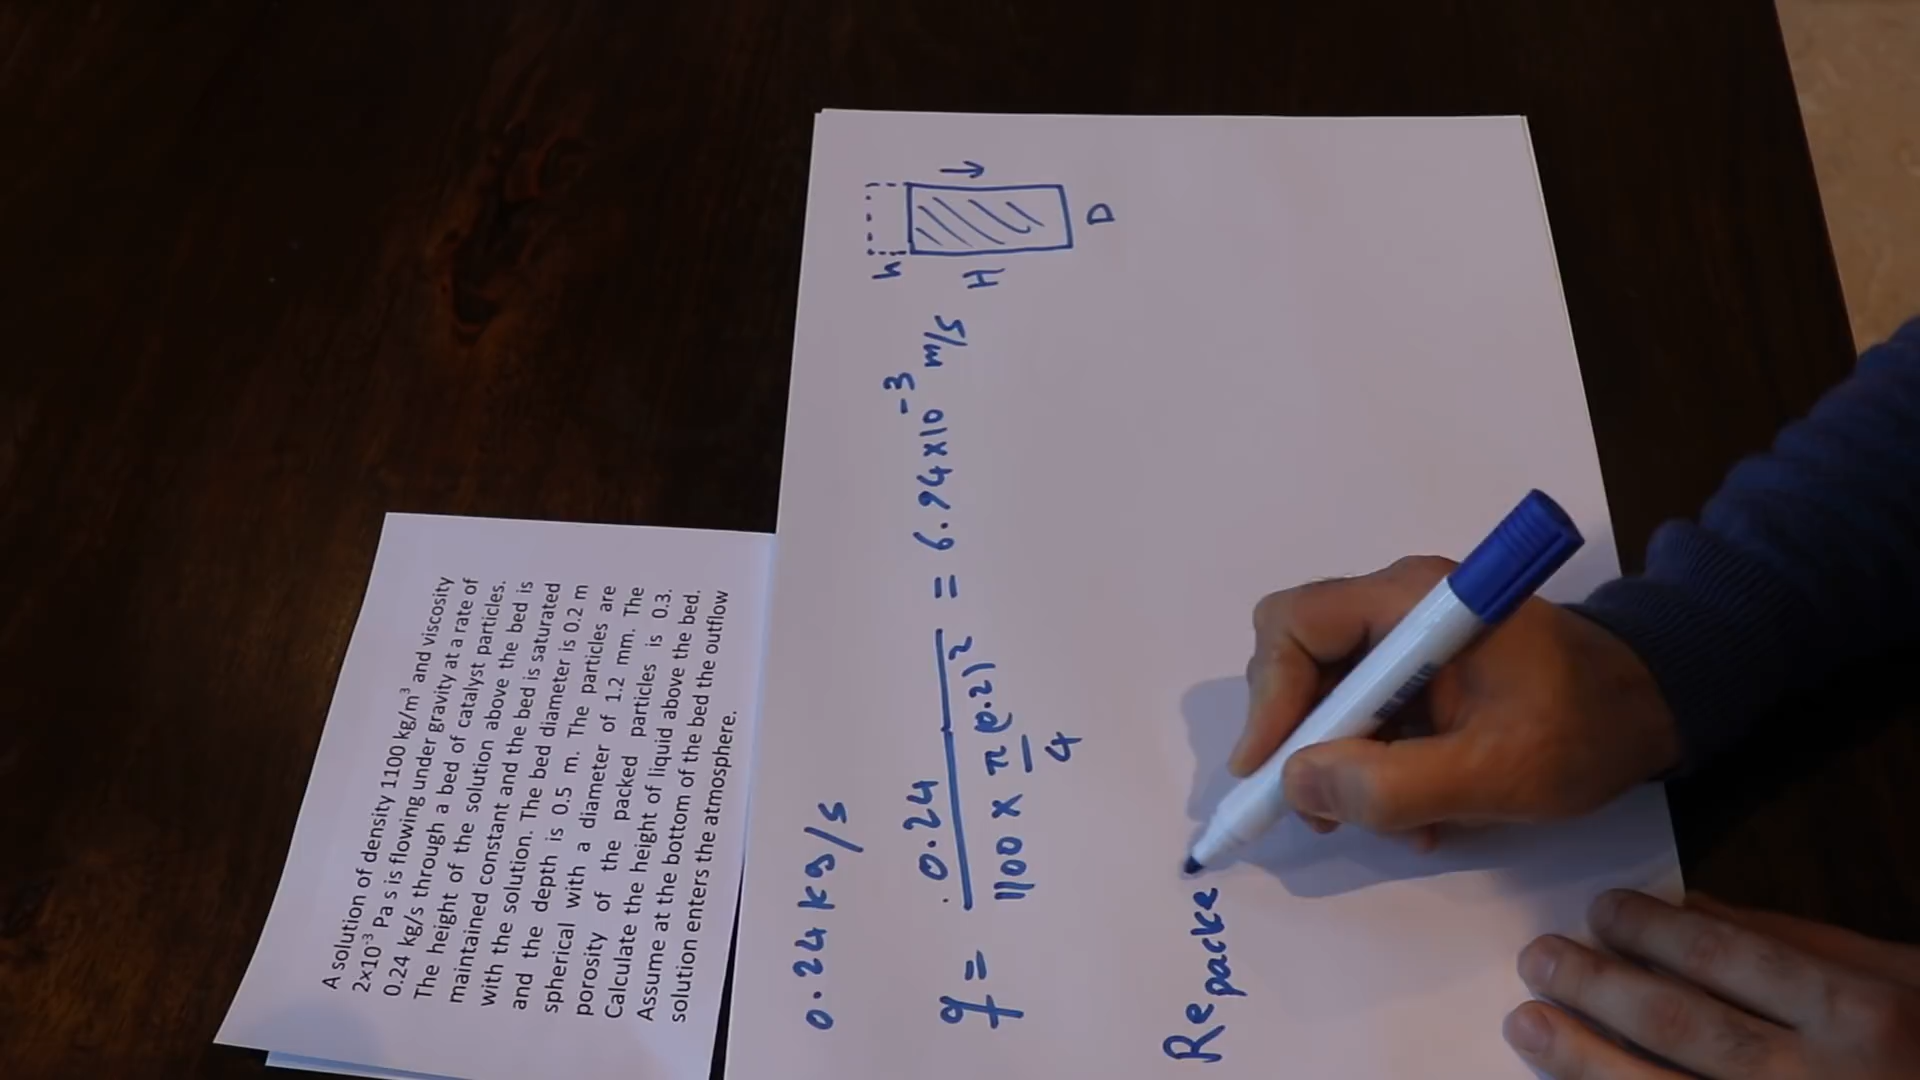 A solution of density 1100 kg/m³ and viscosity
2×10⁻³ Pa s is flowing under gravity at a rate of
0.24 kg/s through a bed of catalyst particles.
The height of the solution above the bed is
maintained constant and the bed is saturated
with the solution. The bed diameter is 0.2 m
and the depth is 0.5 m. The particles are
spherical with a diameter of 1.2 mm. The
porosity of the packed particles is 0.3.
Calculate the height of liquid above the bed.
Assume at the bottom of the bed the outflow
solution enters the atmosphere.
0.24 kg/s
q = 0.24 / 1100 × π/4 (0.2)² = 6.94×10⁻³ m/s
h
H
D
Re packe